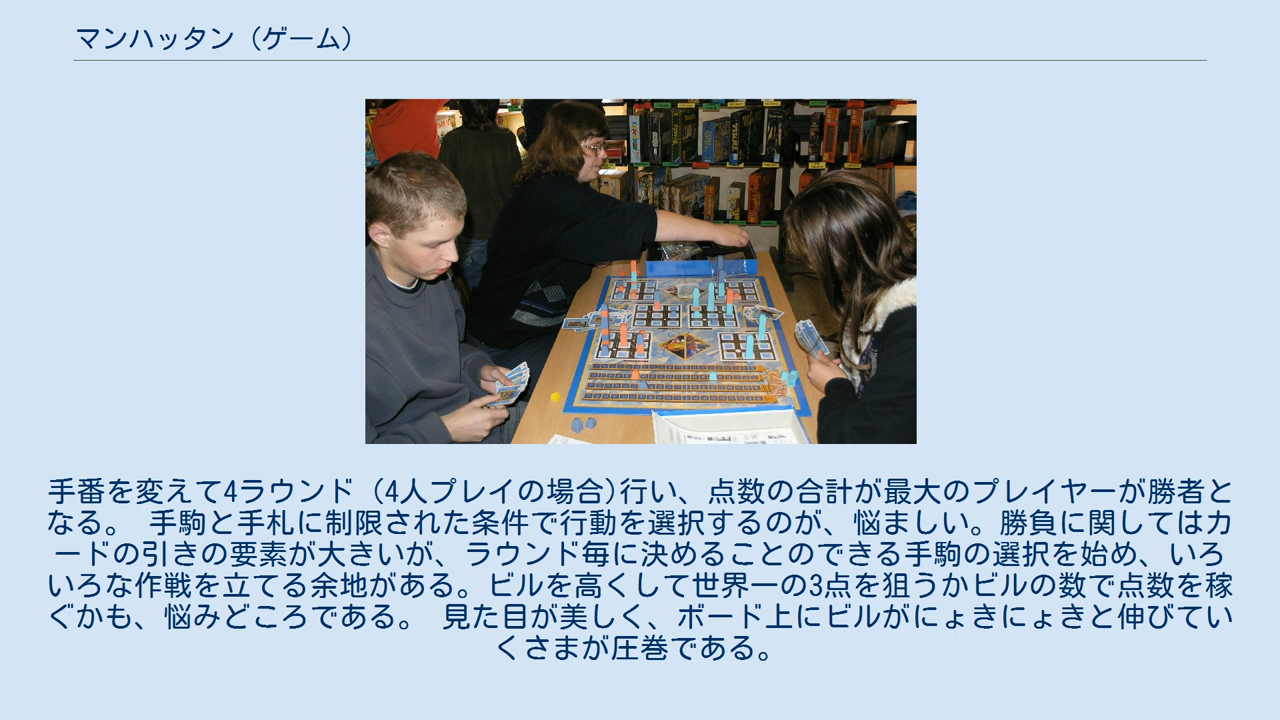 マンハッタン（ゲーム）
手番を変えて4ラウンド（4人プレイの場合)行い、点数の合計が最大のプレイヤーが勝者と
なる。 手駒と手札に制限された条件で行動を選択するのが、悩ましい。勝負に関してはカ
ードの引きの要素が大きいが、ラウンド毎に決めることのできる手駒の選択を始め、いろ
いろな作戦を立てる余地がある。ビルを高くして世界一の3点を狙うかビルの数で点数を稼
ぐかも、悩みどころである。 見た目が美しく、ボード上にビルがにょきにょきと伸びてい
くさまが圧巻である。